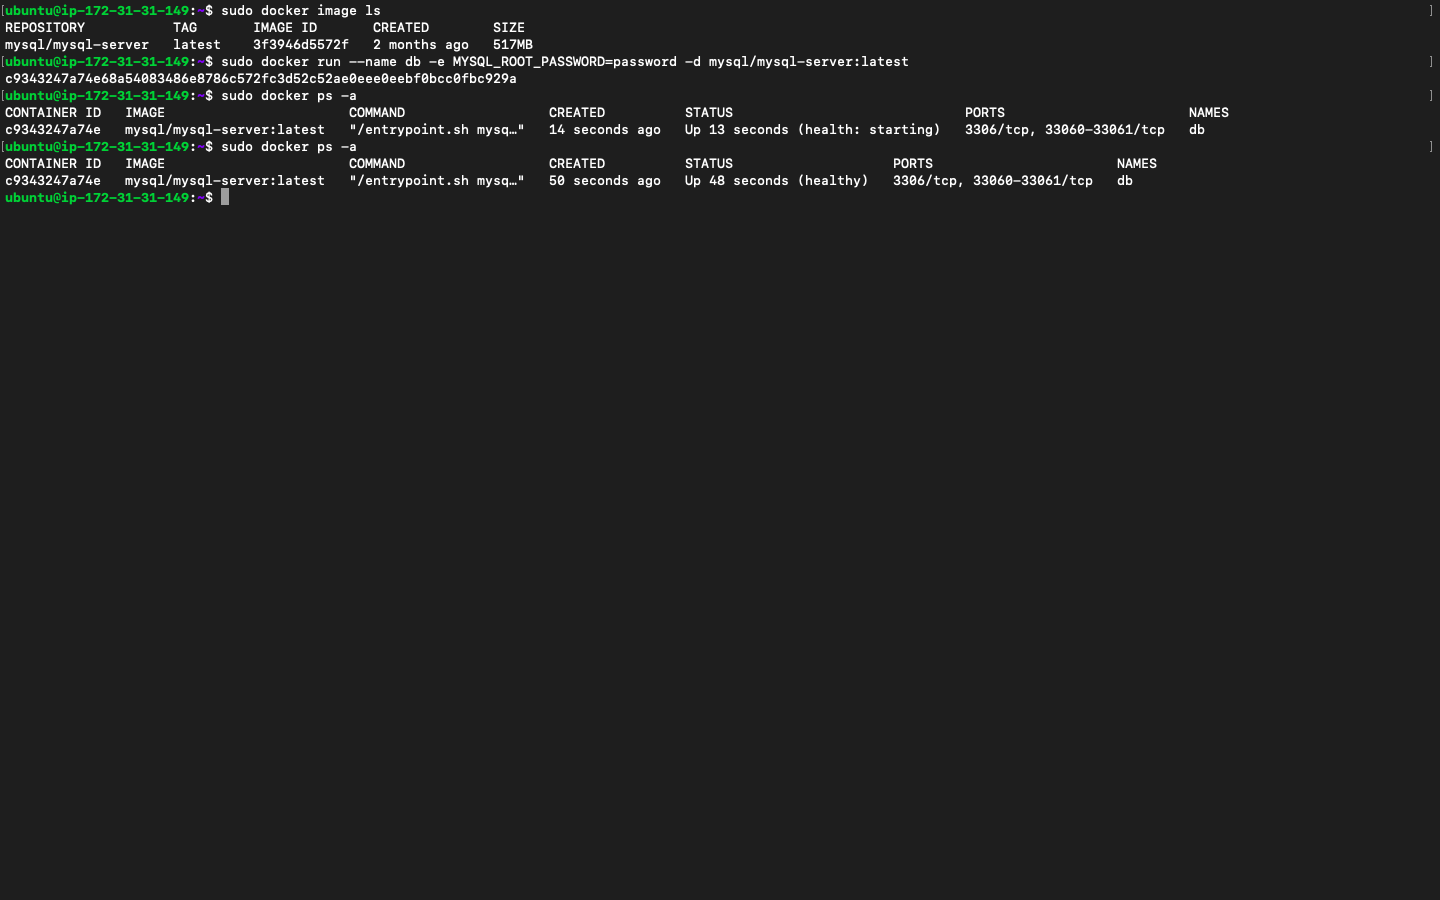 [ubuntu@ip-172-31-31-149:~$ sudo docker image ls ]
REPOSITORY TAG IMAGE ID CREATED SIZE
mysql/mysql-server latest 3f3946d5572f 2 months ago 517MB
[ubuntu@ip-172-31-31-149:~$ sudo docker run --name db -e MYSQL_ROOT_PASSWORD=password -d mysql/mysql-server:latest ]
c9343247a74e68a54083486e8786c572fc3d52c52ae0eee0eebf0bcc0fbc929a
[ubuntu@ip-172-31-31-149:~$ sudo docker ps -a ]
CONTAINER ID IMAGE COMMAND CREATED STATUS PORTS NAMES
c9343247a74e mysql/mysql-server:latest "/entrypoint.sh mysq…" 14 seconds ago Up 13 seconds (health: starting) 3306/tcp, 33060-33061/tcp db
[ubuntu@ip-172-31-31-149:~$ sudo docker ps -a ]
CONTAINER ID IMAGE COMMAND CREATED STATUS PORTS NAMES
c9343247a74e mysql/mysql-server:latest "/entrypoint.sh mysq…" 50 seconds ago Up 48 seconds (healthy) 3306/tcp, 33060-33061/tcp db
ubuntu@ip-172-31-31-149:~$